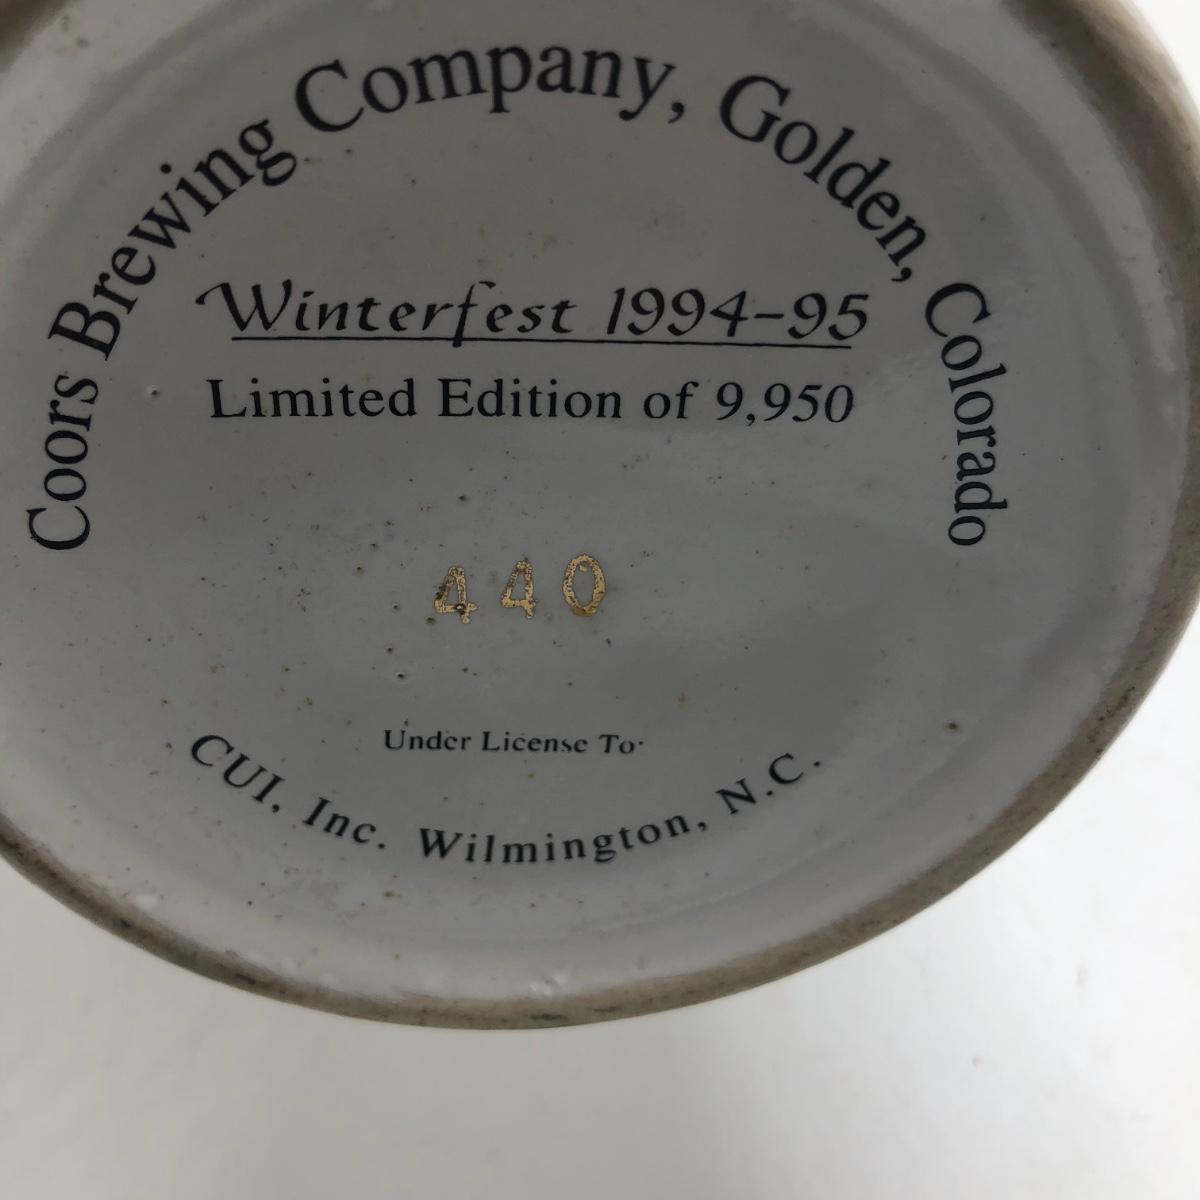 Coors Brewing Company, Golden, Colorado
Winterfest 1994-95
Limited Edition of 9,950
440
Under License To:
CUI, Inc. Wilmington, N.C.